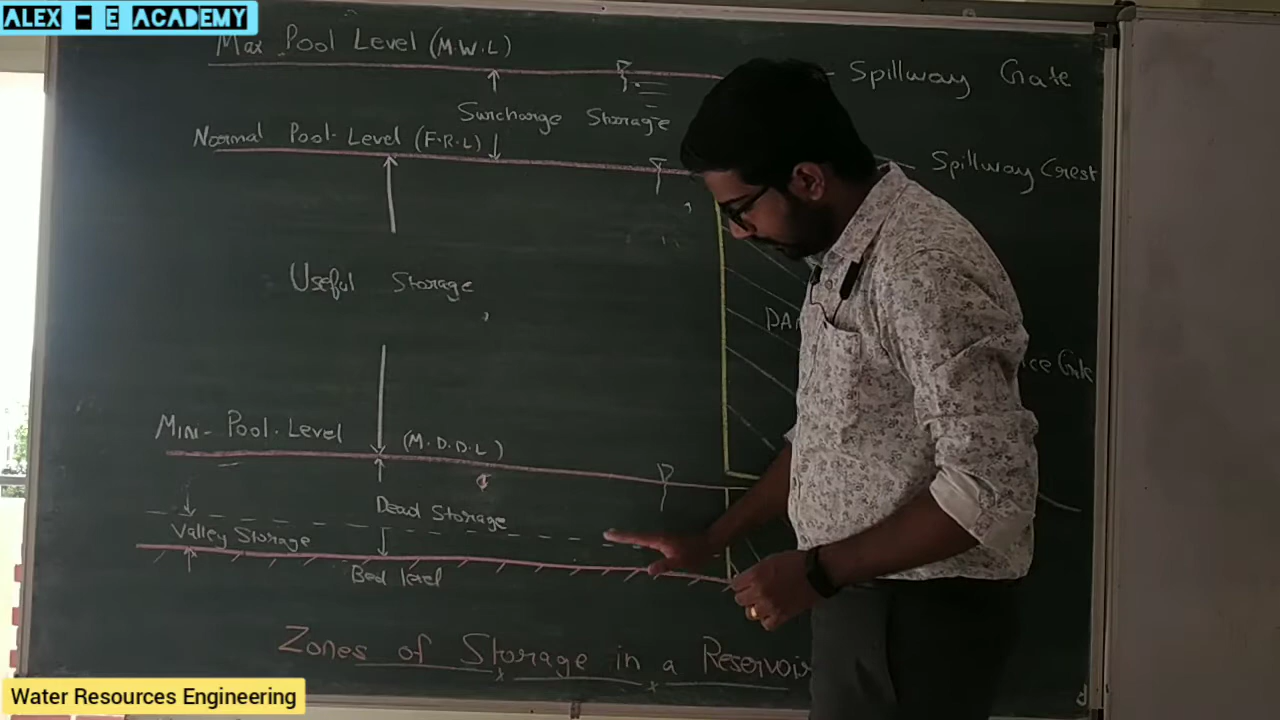 ALEX - E ACADEMY
Max Pool Level (M.W.L)
Spillway Gate
Surcharge Storage
Normal Pool-Level (F.R.L)
Spillway Crest
Useful Storage
Min-Pool-Level
(M.D.D.L)
Dead Storage
Valley Storage
Bed level
Zones of Storage in a Reservoir
Water Resources Engineering